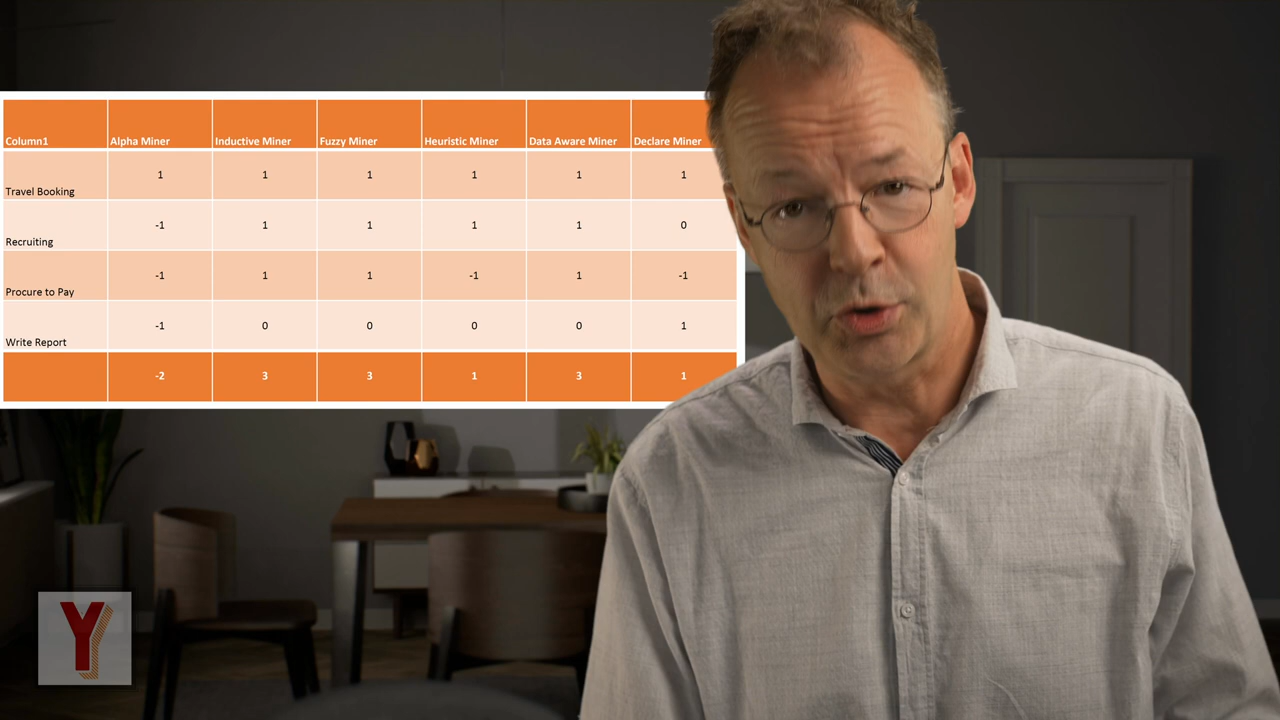 Column1 Alpha Miner Inductive Miner Fuzzy Miner Heuristic Miner Data Aware Miner Declare Miner
Travel Booking 1 1 1 1 1 1
Recruiting -1 1 1 1 1 0
Procure to Pay -1 1 1 -1 1 -1
Write Report -1 0 0 0 0 1
-2 3 3 1 3 1
Y